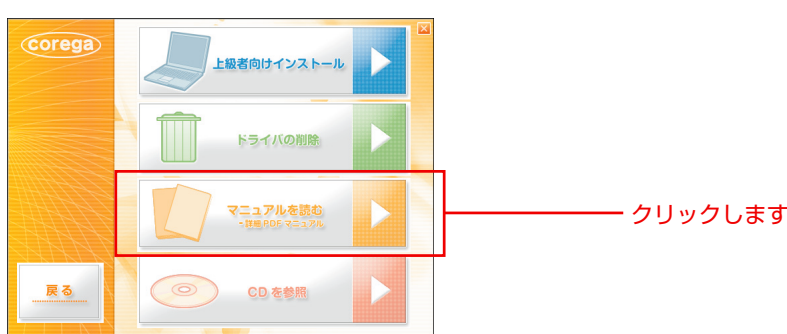 corega
上級者向けインストール
ドライバの削除
マニュアルを読む
~詳細PDFマニュアル
クリックします
CDを参照
戻る